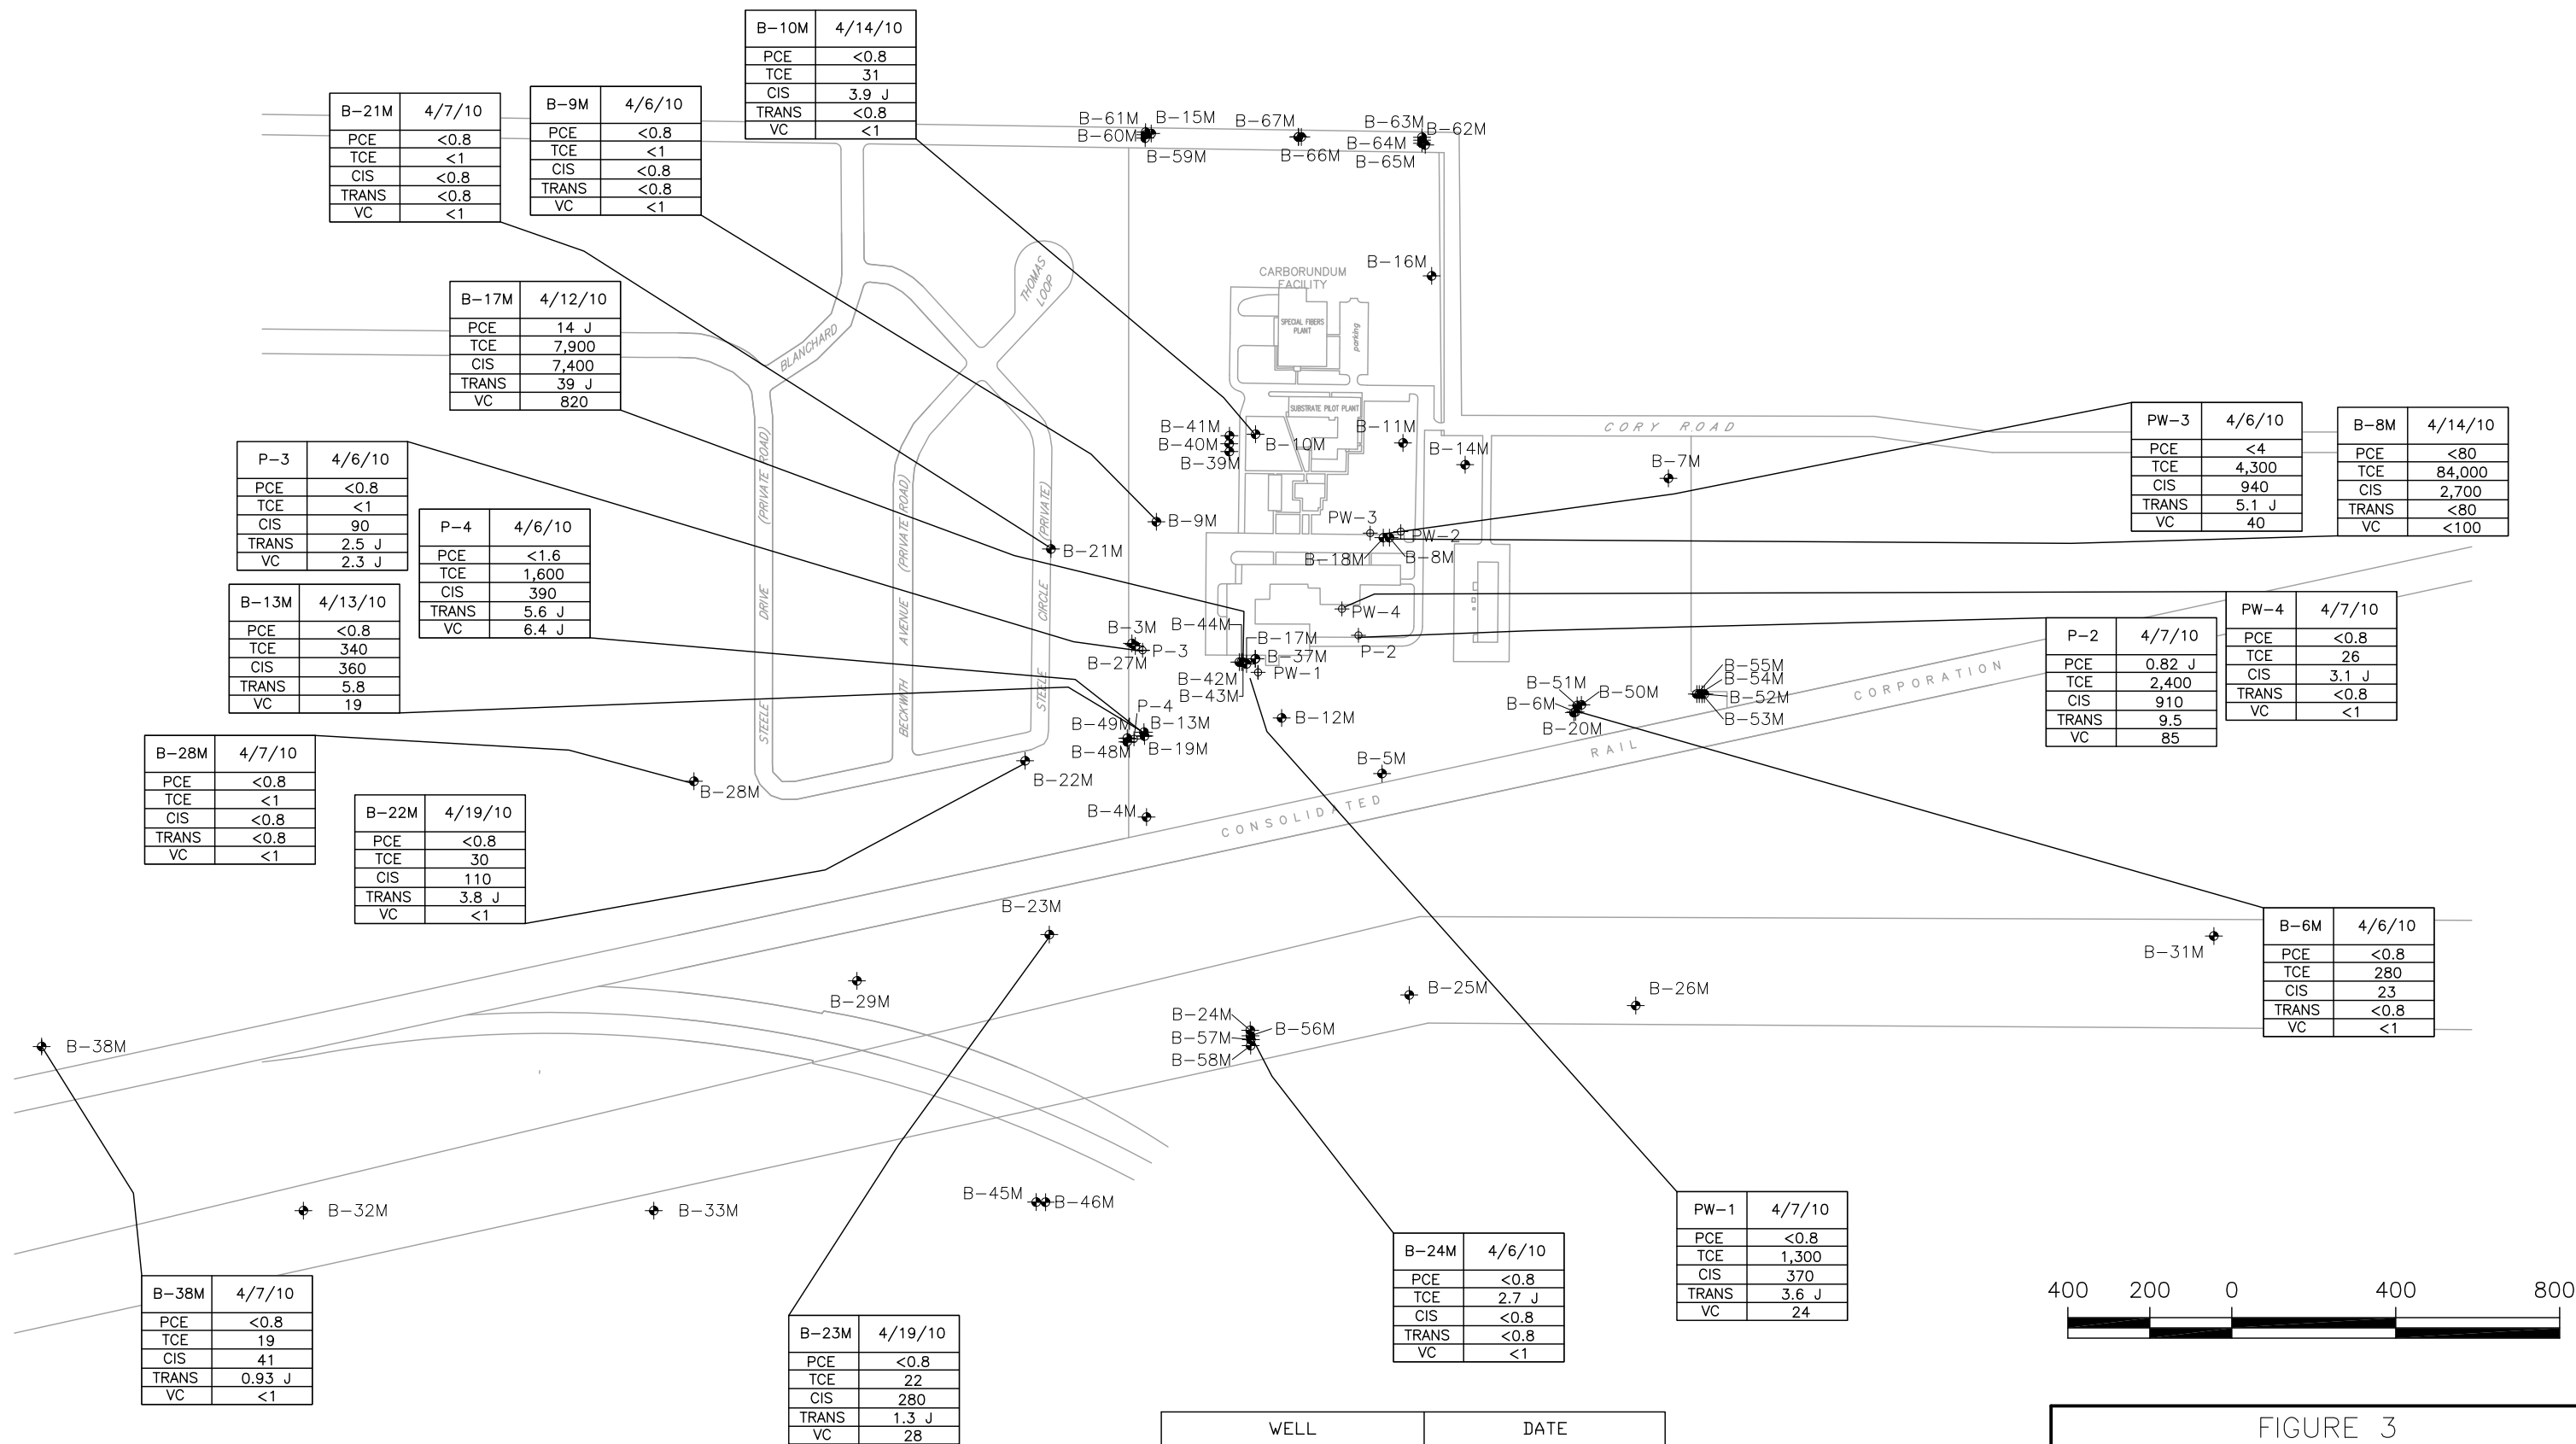 B-10M 4/14/10
PCE <0.8
TCE 31
CIS 3.9 J
TRANS <0.8
VC <1
B-21M 4/7/10
PCE <0.8
TCE <1
CIS <0.8
TRANS <0.8
VC <1
B-9M 4/6/10
PCE <0.8
TCE <1
CIS <0.8
TRANS <0.8
VC <1
B-61M
B-15M
B-60M
B-59M
B-67M
B-66M
B-63M
B-62M
B-64M
B-65M
B-16M
CARBORUNDUM
FACILITY
SPECIAL FIBERS
PLANT
parking
SUBSTRATE PILOT PLANT
THOMAS
LOOP
BLANCHARD
B-17M 4/12/10
PCE 14 J
TCE 7,900
CIS 7,400
TRANS 39 J
VC 820
P-3 4/6/10
PCE <0.8
TCE <1
CIS 90
TRANS 2.5 J
VC 2.3 J
P-4 4/6/10
PCE <1.6
TCE 1,600
CIS 390
TRANS 5.6 J
VC 6.4 J
B-13M 4/13/10
PCE <0.8
TCE 340
CIS 360
TRANS 5.8
VC 19
B-28M 4/7/10
PCE <0.8
TCE <1
CIS <0.8
TRANS <0.8
VC <1
B-22M 4/19/10
PCE <0.8
TCE 30
CIS 110
TRANS 3.8 J
VC <1
STEELE DRIVE (PRIVATE ROAD)
BECKWITH AVENUE (PRIVATE ROAD)
STEELE CIRCLE (PRIVATE)
B-41M
B-40M
B-39M
B-10M
B-11M
B-14M
CORY ROAD
B-7M
B-9M
B-21M
PW-3
PW-2
B-18M
B-8M
PW-4
P-2
B-3M
B-27M
P-3
B-44M
B-17M
B-37M
PW-1
B-42M
B-43M
B-12M
P-4
B-13M
B-49M
B-48M
B-19M
B-22M
B-28M
B-5M
B-4M
B-51M
B-50M
B-6M
B-20M
B-55M
B-54M
B-52M
B-53M
CONSOLIDATED RAIL CORPORATION
PW-3 4/6/10
PCE <4
TCE 4,300
CIS 940
TRANS 5.1 J
VC 40
B-8M 4/14/10
PCE <80
TCE 84,000
CIS 2,700
TRANS <80
VC <100
PW-4 4/7/10
PCE <0.8
TCE 26
CIS 3.1 J
TRANS <0.8
VC <1
P-2 4/7/10
PCE 0.82 J
TCE 2,400
CIS 910
TRANS 9.5
VC 85
B-6M 4/6/10
PCE <0.8
TCE 280
CIS 23
TRANS <0.8
VC <1
B-23M
B-29M
B-25M
B-26M
B-31M
B-24M
B-56M
B-57M
B-58M
B-38M
B-32M
B-33M
B-45M
B-46M
B-38M 4/7/10
PCE <0.8
TCE 19
CIS 41
TRANS 0.93 J
VC <1
B-23M 4/19/10
PCE <0.8
TCE 22
CIS 280
TRANS 1.3 J
VC 28
B-24M 4/6/10
PCE <0.8
TCE 2.7 J
CIS <0.8
TRANS <0.8
VC <1
PW-1 4/7/10
PCE <0.8
TCE 1,300
CIS 370
TRANS 3.6 J
VC 24
400 200 0 400 800
WELL DATE
FIGURE 3